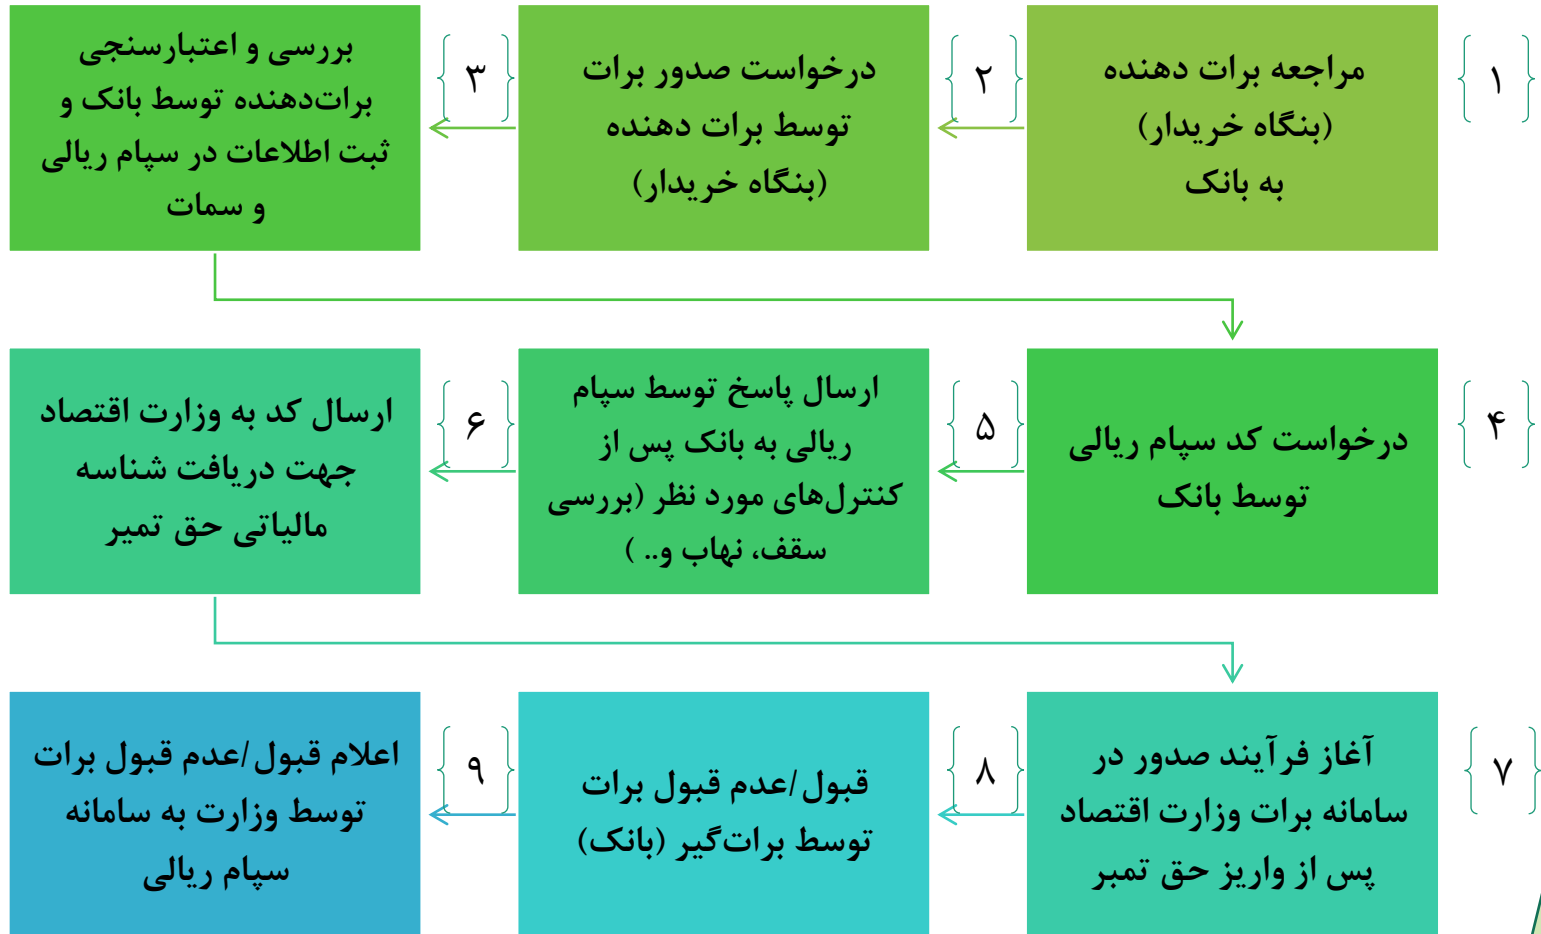 ۱
مراجعه برات دهنده
(بنگاه خریدار)
به بانک
۲
درخواست صدور برات
توسط برات دهنده
(بنگاه خریدار)
۳
بررسی و اعتبارسنجی
برات‌دهنده توسط بانک و
ثبت اطلاعات در سپام ریالی
و سمات
۴
درخواست کد سپام ریالی
توسط بانک
۵
ارسال پاسخ توسط سپام
ریالی به بانک پس از
کنترل‌های مورد نظر (بررسی
سقف، نهاب و.. )
۶
ارسال کد به وزارت اقتصاد
جهت دریافت شناسه
مالیاتی حق تمیر
۷
آغاز فرآیند صدور در
سامانه برات وزارت اقتصاد
پس از واریز حق تمبر
۸
قبول/عدم قبول برات
توسط برات‌گیر (بانک)
۹
اعلام قبول/عدم قبول برات
توسط وزارت به سامانه
سپام ریالی